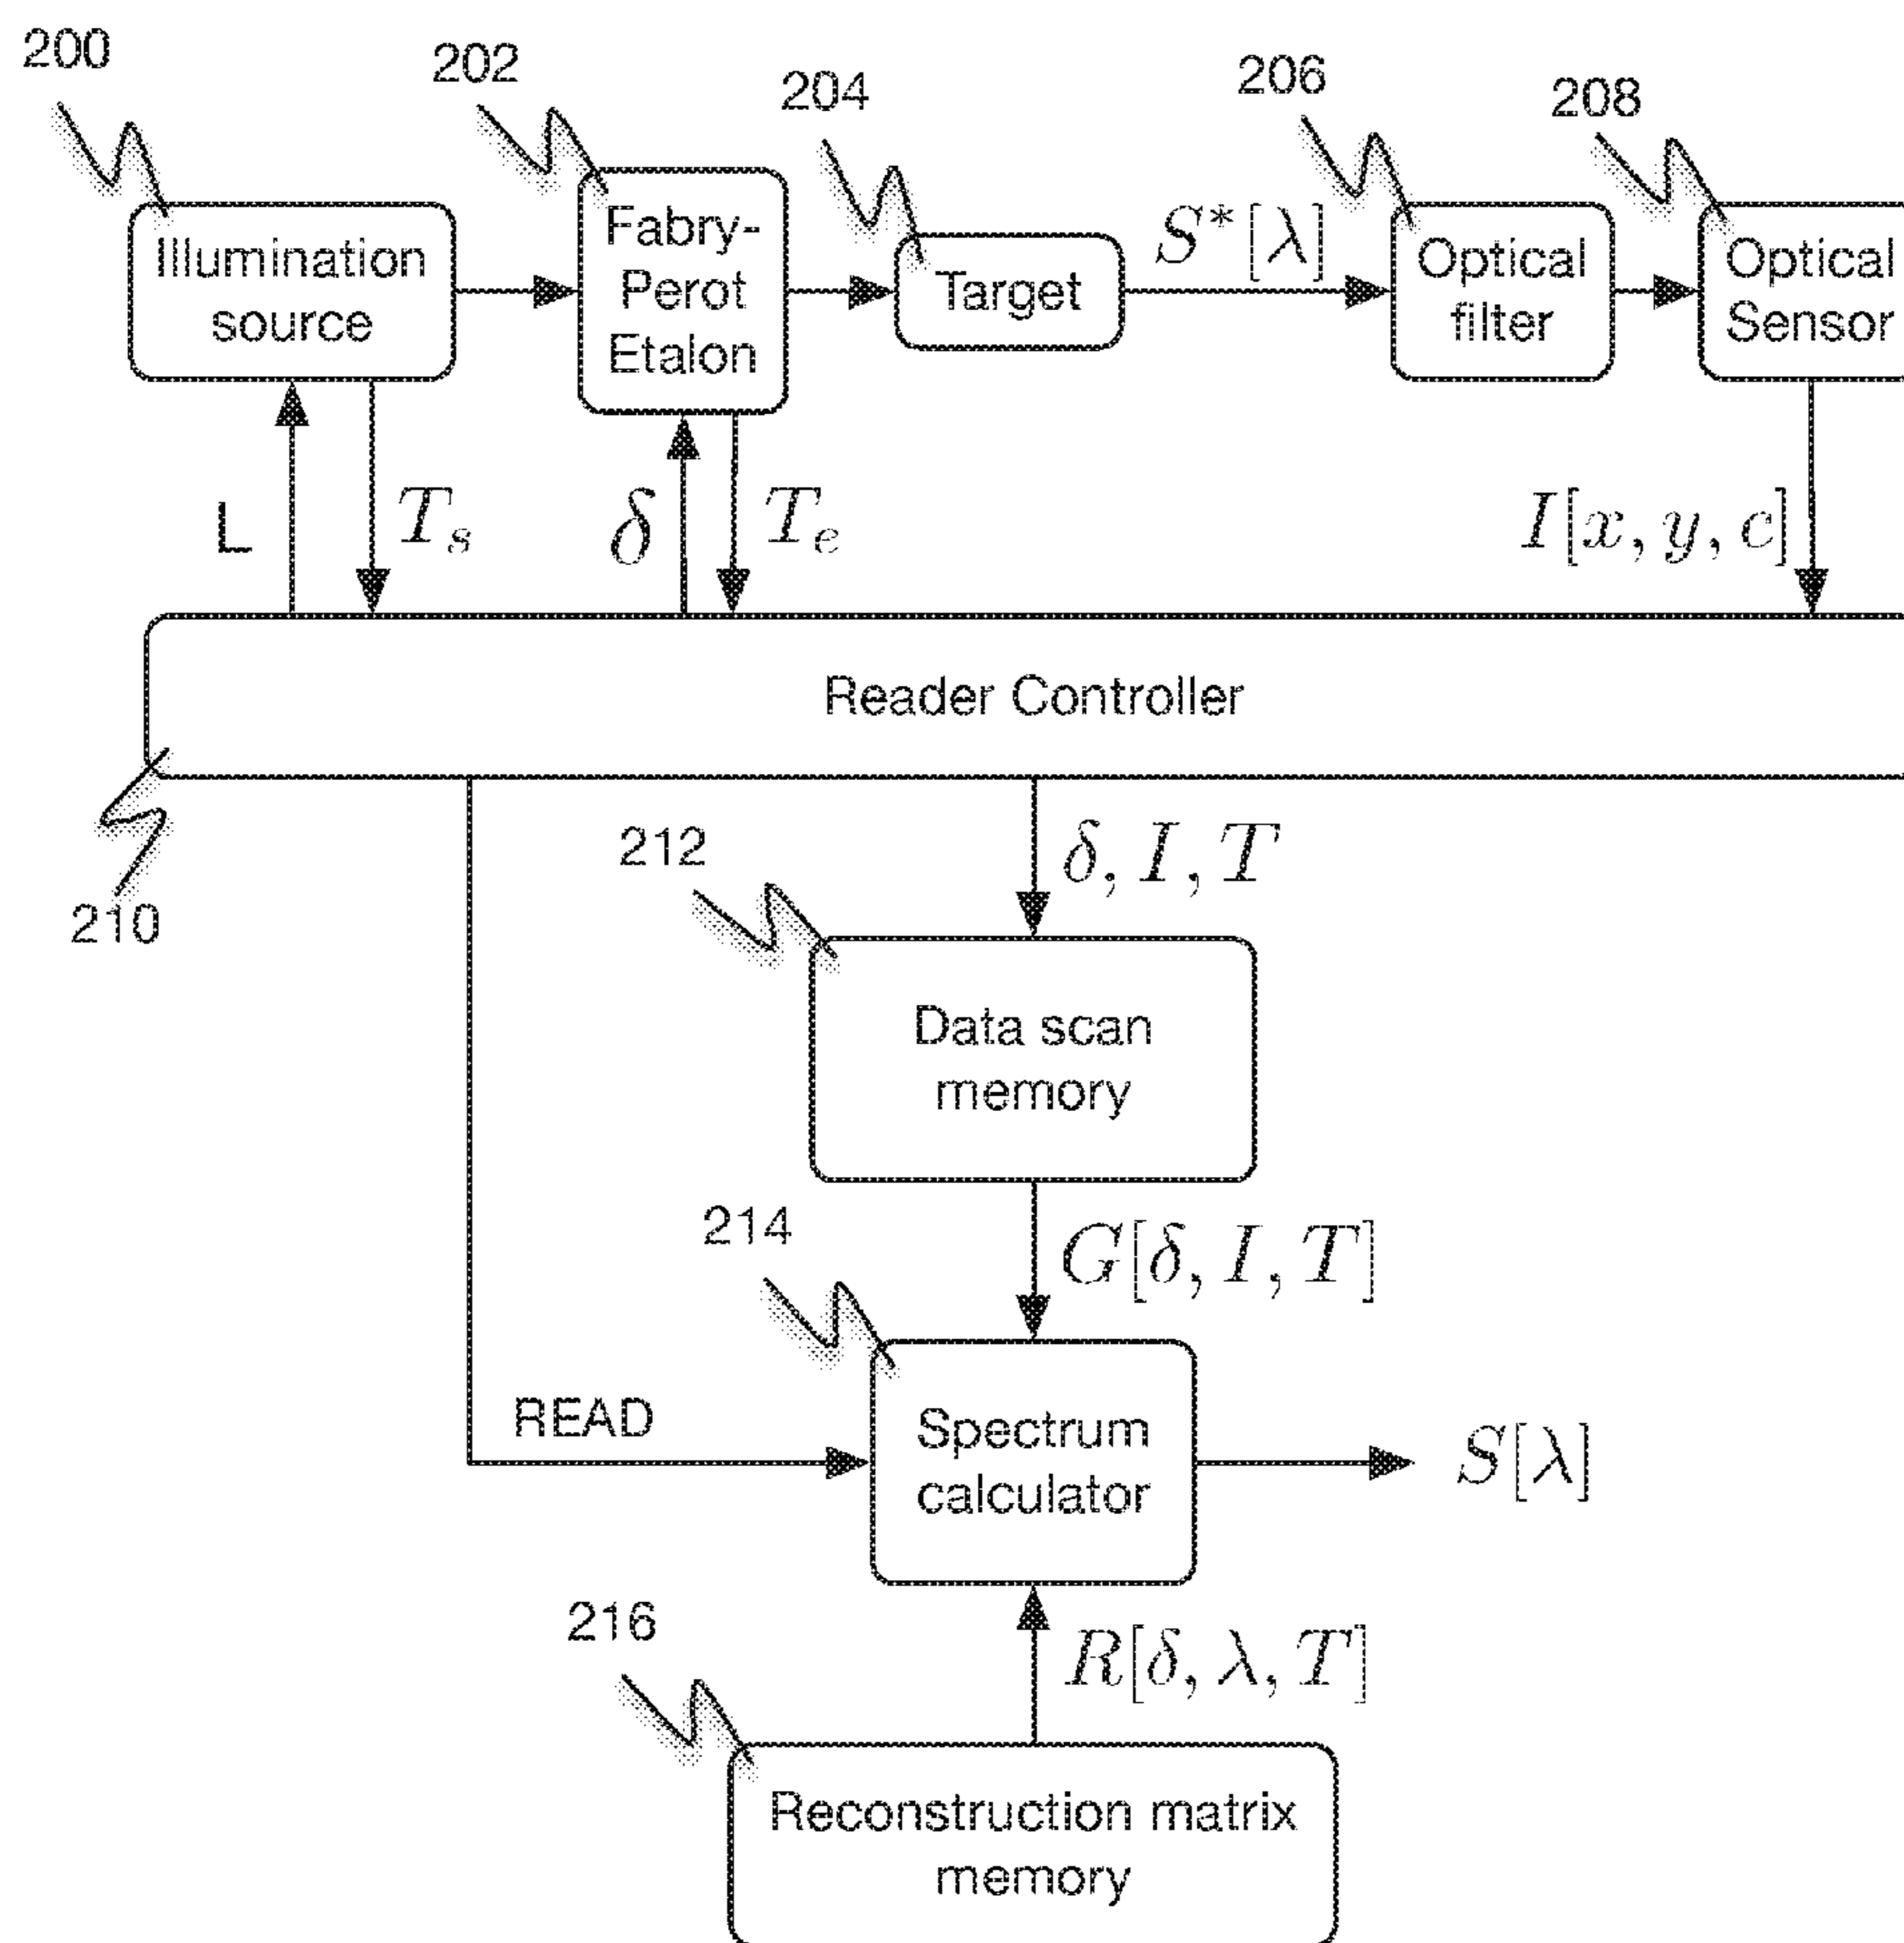 200
202
204
206
208
Illumination
source
Fabry-
Perot
Etalon
Target
S*[λ]
Optical
filter
Optical
Sensor
L
T_s
δ
T_e
I[x, y, c]
Reader Controller
210
δ, I, T
212
Data scan
memory
214
G[δ, I, T]
READ
Spectrum
calculator
S[λ]
216
R[δ, λ, T]
Reconstruction matrix
memory